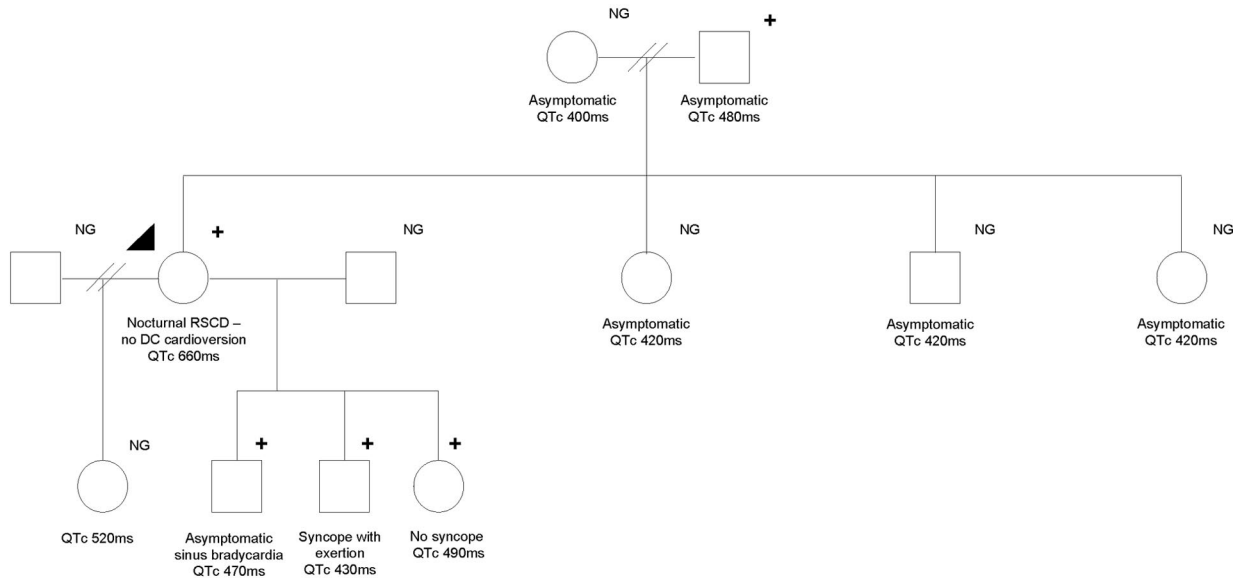 NG
+
Asymptomatic
QTc 400ms
Asymptomatic
QTc 480ms
NG
+
NG
NG
NG
NG
Nocturnal RSCD –
no DC cardioversion
QTc 660ms
Asymptomatic
QTc 420ms
Asymptomatic
QTc 420ms
Asymptomatic
QTc 420ms
NG
+
+
+
QTc 520ms
Asymptomatic
sinus bradycardia
QTc 470ms
Syncope with
exertion
QTc 430ms
No syncope
QTc 490ms